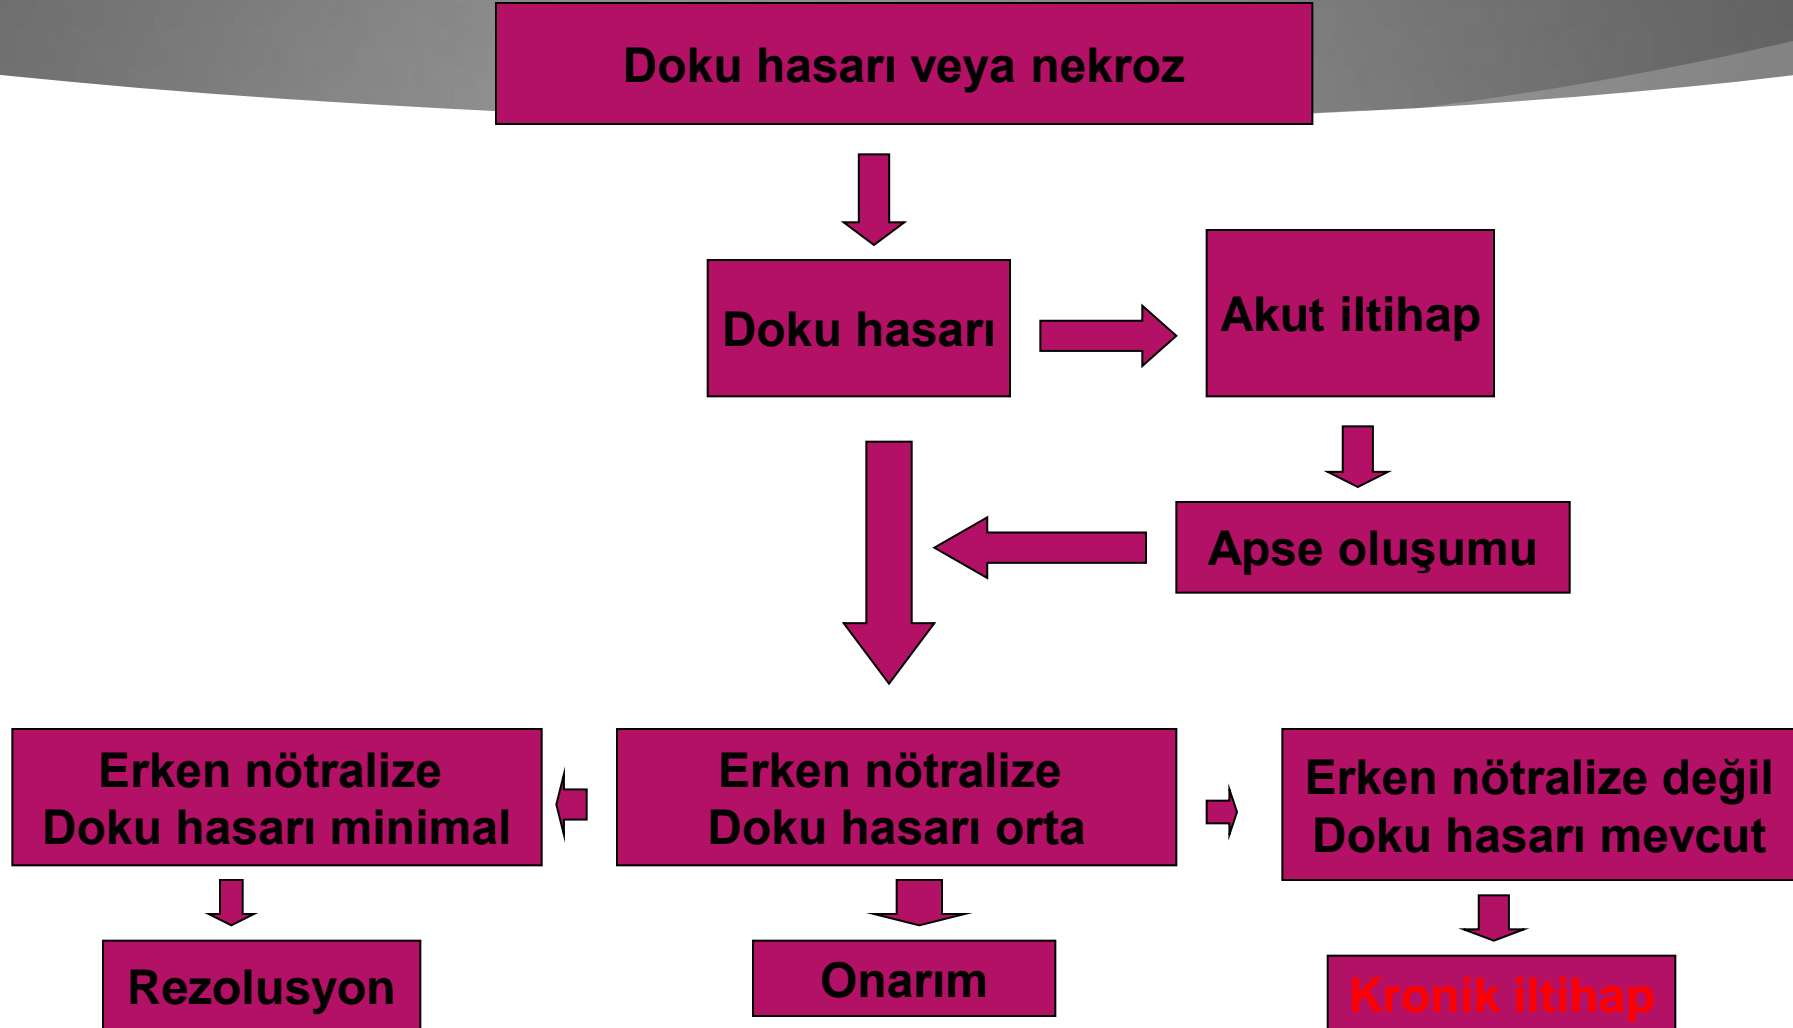 Doku hasarı veya nekroz
Doku hasarı
Akut iltihap
Apse oluşumu
Erken nötralize
Doku hasarı minimal
Erken nötralize
Doku hasarı orta
Erken nötralize değil
Doku hasarı mevcut
Rezolusyon
Onarım
Kronik iltihap